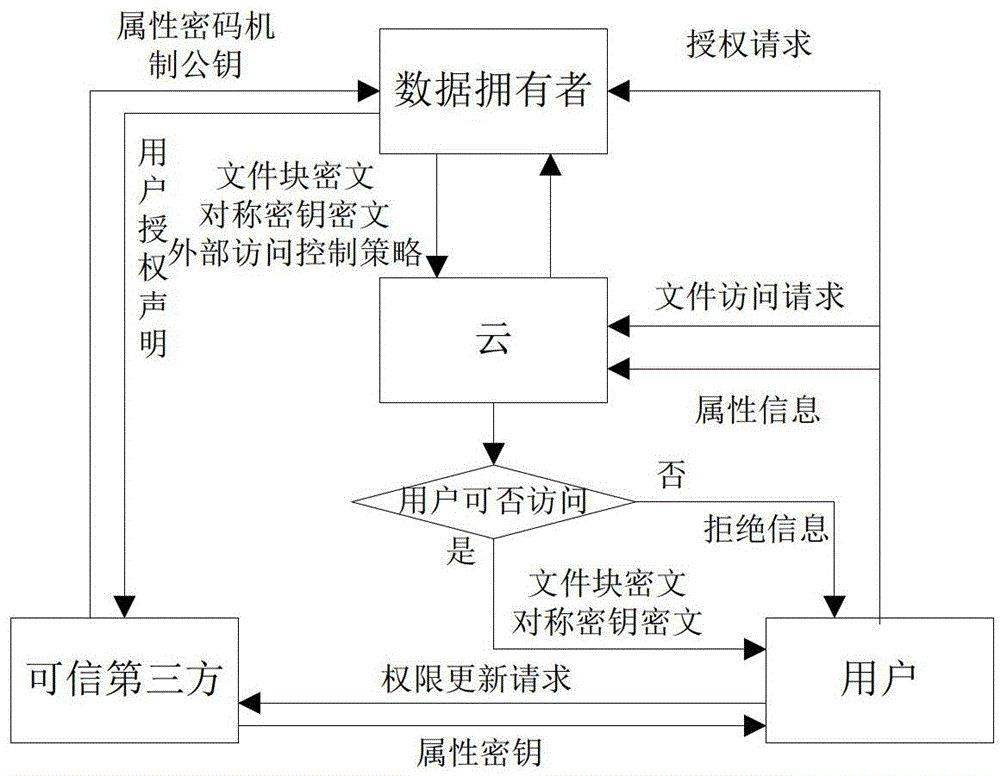 属性密码机
制公钥
数据拥有者
授权请求
用户授权声明
文件块密文
对称密钥密文
外部访问控制策略
文件访问请求
云
属性信息
用户可否访问
否
拒绝信息
是
文件块密文
对称密钥密文
可信第三方
用户
权限更新请求
属性密钥